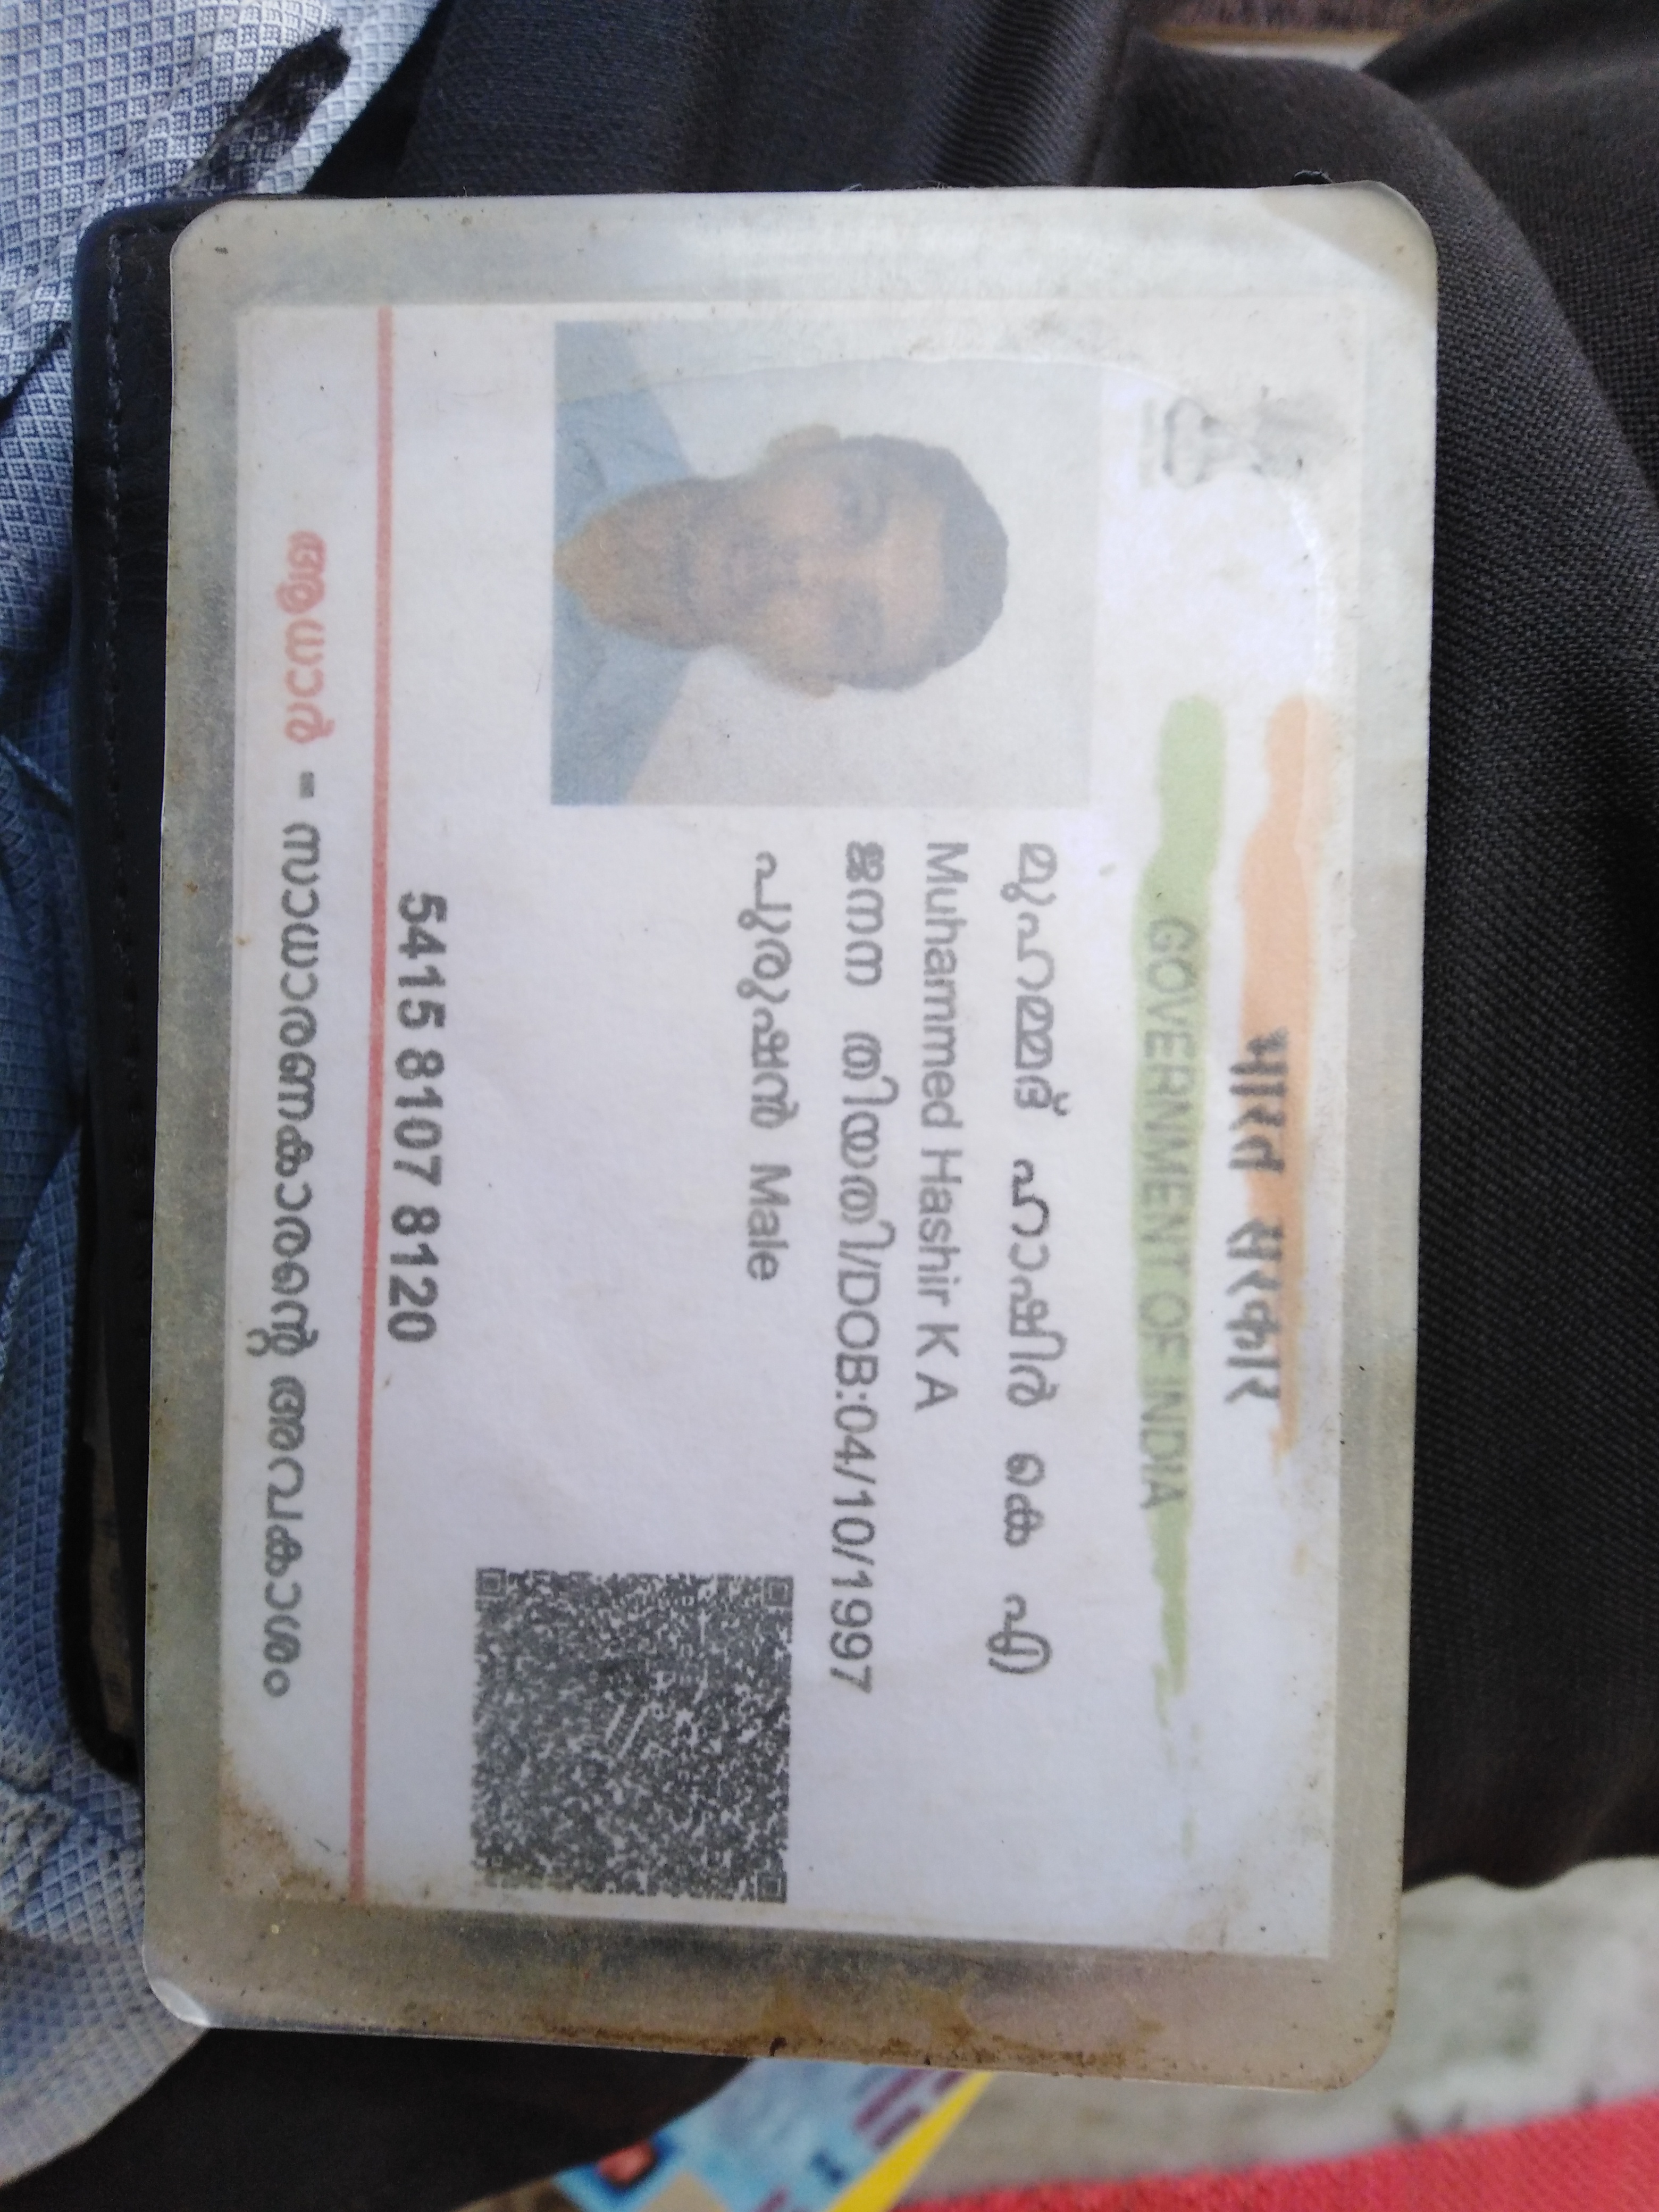 भारत सरकार
GOVERNMENT OF INDIA
മുഹമ്മദ് ഹാഷിർ കെ എ
Muhammed Hashir K A
ജനന തിയതി/DOB:04/10/1997
പുരുഷൻ Male
5415 8107 8120
ആധാർ - സാധാരണക്കാരന്റെ അവകാശം